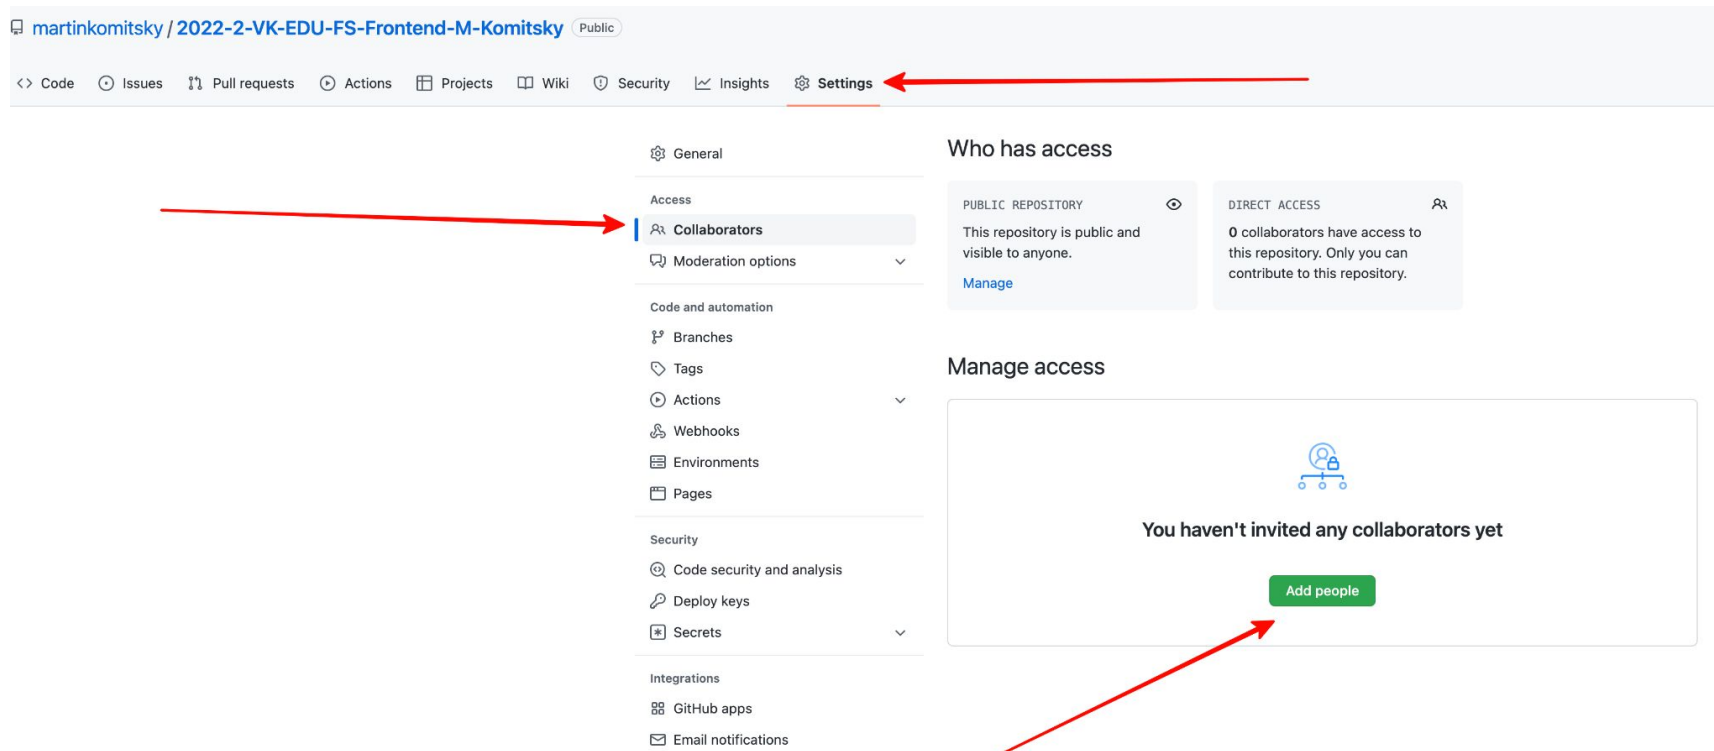 martinkomitsky / 2022-2-VK-EDU-FS-Frontend-M-Komitsky Public
Code Issues Pull requests Actions Projects Wiki Security Insights Settings
General
Access
Collaborators
Moderation options
Code and automation
Branches
Tags
Actions
Webhooks
Environments
Pages
Security
Code security and analysis
Deploy keys
Secrets
Integrations
GitHub apps
Email notifications
Who has access
PUBLIC REPOSITORY
This repository is public and
visible to anyone.
Manage
DIRECT ACCESS
0 collaborators have access to
this repository. Only you can
contribute to this repository.
Manage access
You haven't invited any collaborators yet
Add people